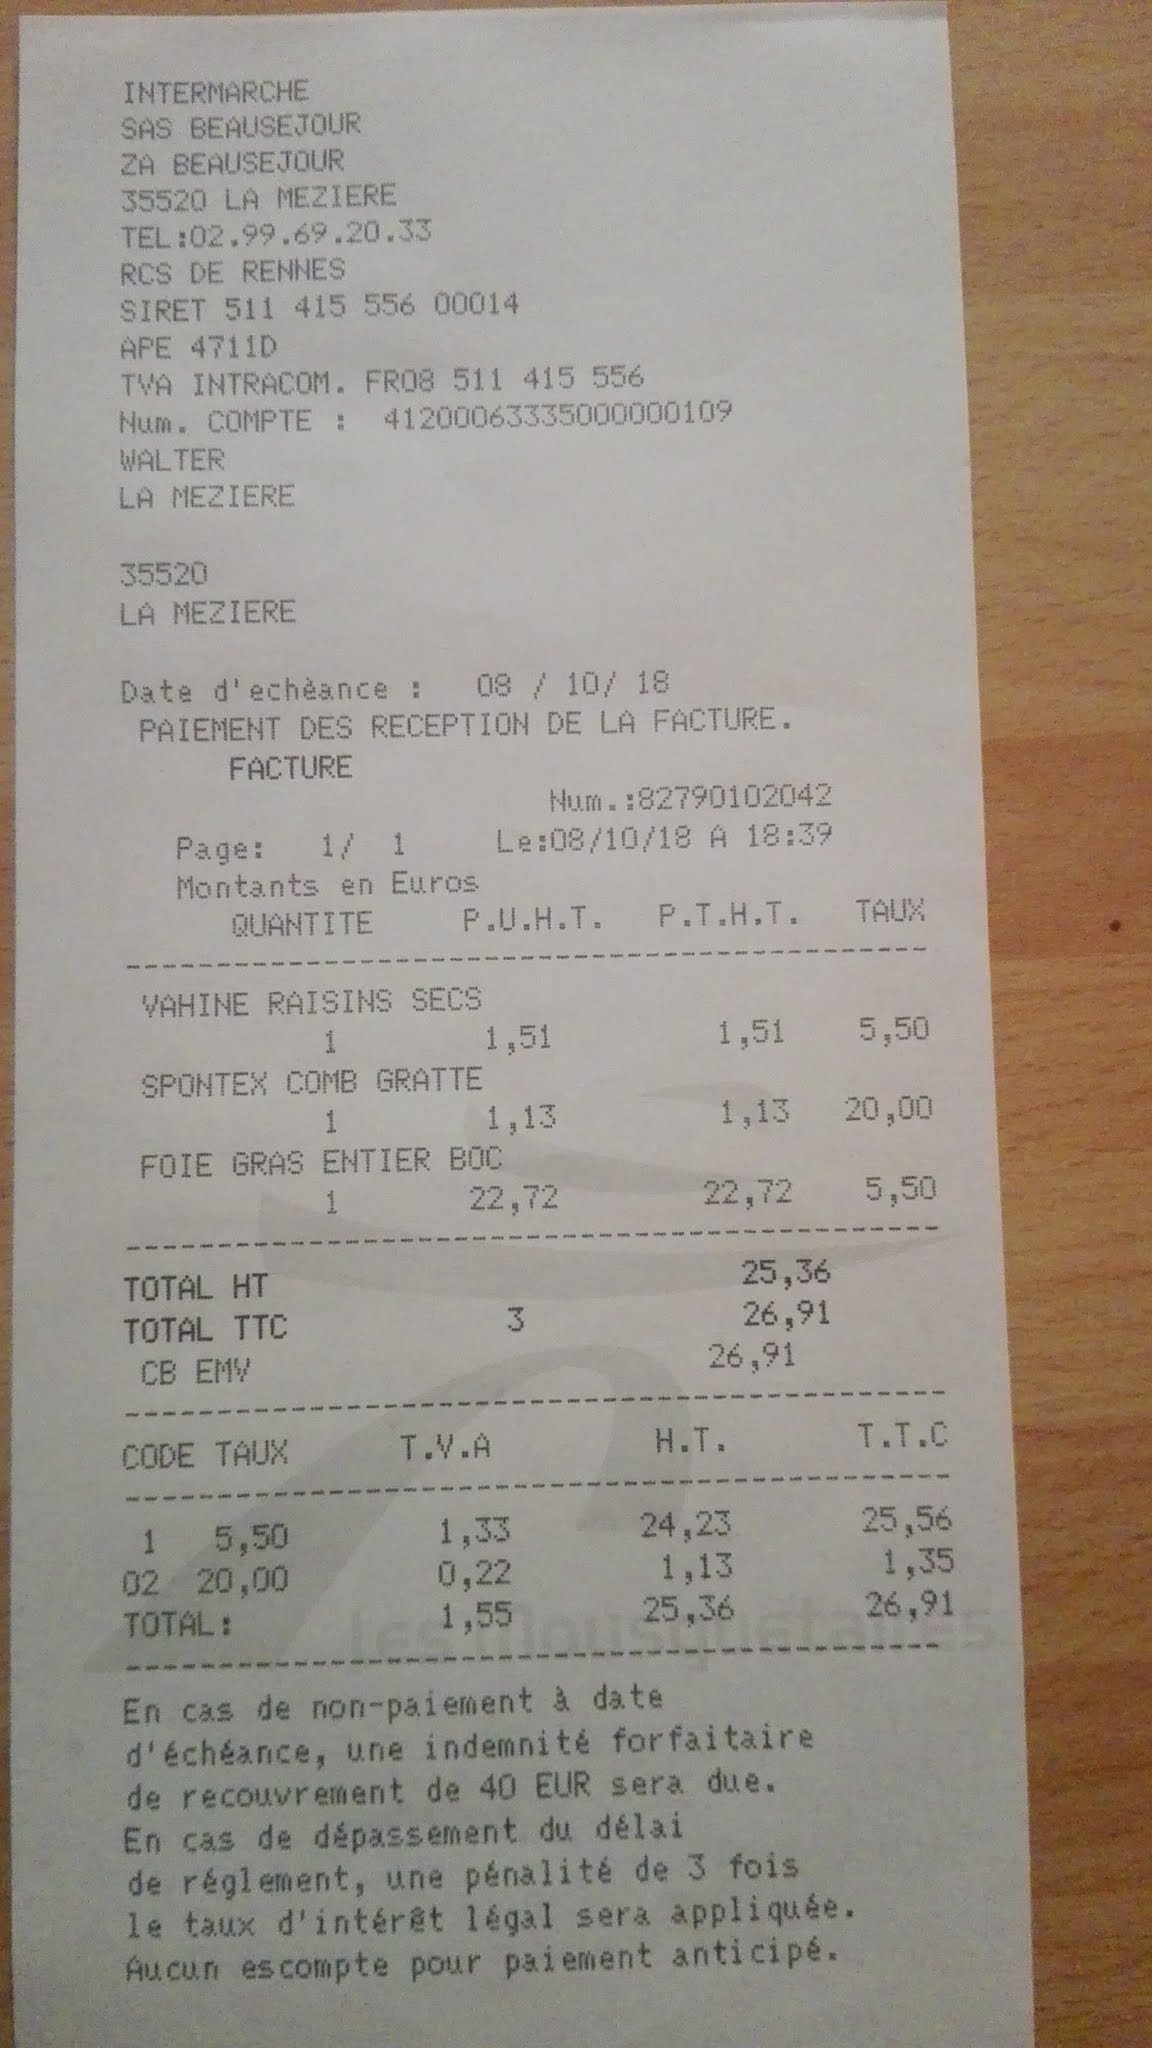 INTERMARCHE
SAS BEAUSEJOUR
ZA BEAUSEJOUR
35520 LA MEZIERE
TEL:02.99.69.20.33
RCS DE RENNES
SIRET 511 415 556 00014
APE 4711D
TVA INTRACOM. FR08 511 415 556
Num. COMPTE : 41200063335000000109
WALTER
LA MEZIERE
35520
LA MEZIERE
Date d'echèance : 08 / 10/ 18
PAIEMENT DES RECEPTION DE LA FACTURE.
FACTURE
Num.:82790102042
Page: 1/ 1 Le:08/10/18 A 18:39
Montants en Euros
QUANTITE P.U.H.T. P.T.H.T. TAUX
VAHINE RAISINS SECS
1 1,51 1,51 5,50
SPONTEX COMB GRATTE
1 1,13 1,13 20,00
FOIE GRAS ENTIER BOC
1 22,72 22,72 5,50
TOTAL HT 25,36
TOTAL TTC 3 26,91
CB EMV 26,91
CODE TAUX T.V.A H.T. T.T.C
1 5,50 1,33 24,23 25,56
02 20,00 0,22 1,13 1,35
TOTAL: 1,55 25,36 26,91
les Mousquetaires
En cas de non-paiement à date
d'échéance, une indemnité forfaitaire
de recouvrement de 40 EUR sera due.
En cas de dépassement du délai
de réglement, une pénalité de 3 fois
le taux d'intérêt légal sera appliquée.
Aucun escompte pour paiement anticipé.